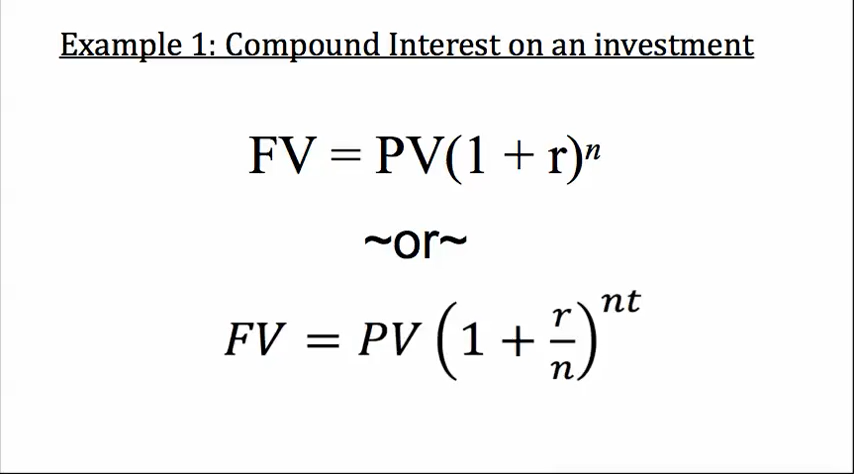 Example 1: Compound Interest on an investment
FV = PV(1 + r)ⁿ
~or~
𝐹𝑉 = 𝑃𝑉 (1 + 𝑟/𝑛)^𝑛𝑡